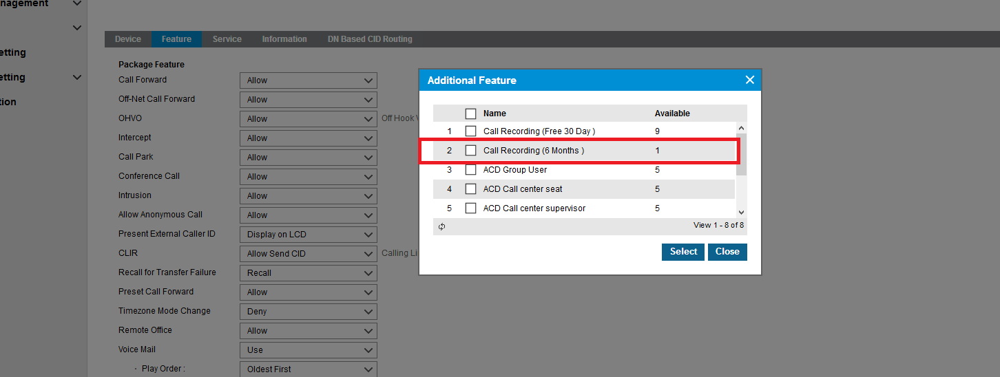 nagement
etting
etting
tion
Device Feature Service Information DN Based CID Routing
Package Feature
Call Forward Allow
Off-Net Call Forward Allow
OHVO Allow Off Hook
Intercept Allow
Call Park Allow
Conference Call Allow
Intrusion Allow
Allow Anonymous Call Allow
Present External Caller ID Display on LCD
CLIR Allow Send CID Calling Li
Recall for Transfer Failure Recall
Preset Call Forward Allow
Timezone Mode Change Deny
Remote Office Allow
Voice Mail Use
· Play Order : Oldest First
Additional Feature
Name Available
1 Call Recording (Free 30 Day ) 9
2 Call Recording (6 Months ) 1
3 ACD Group User 5
4 ACD Call center seat 5
5 ACD Call center supervisor 5
View 1 - 8 of 8
Select Close